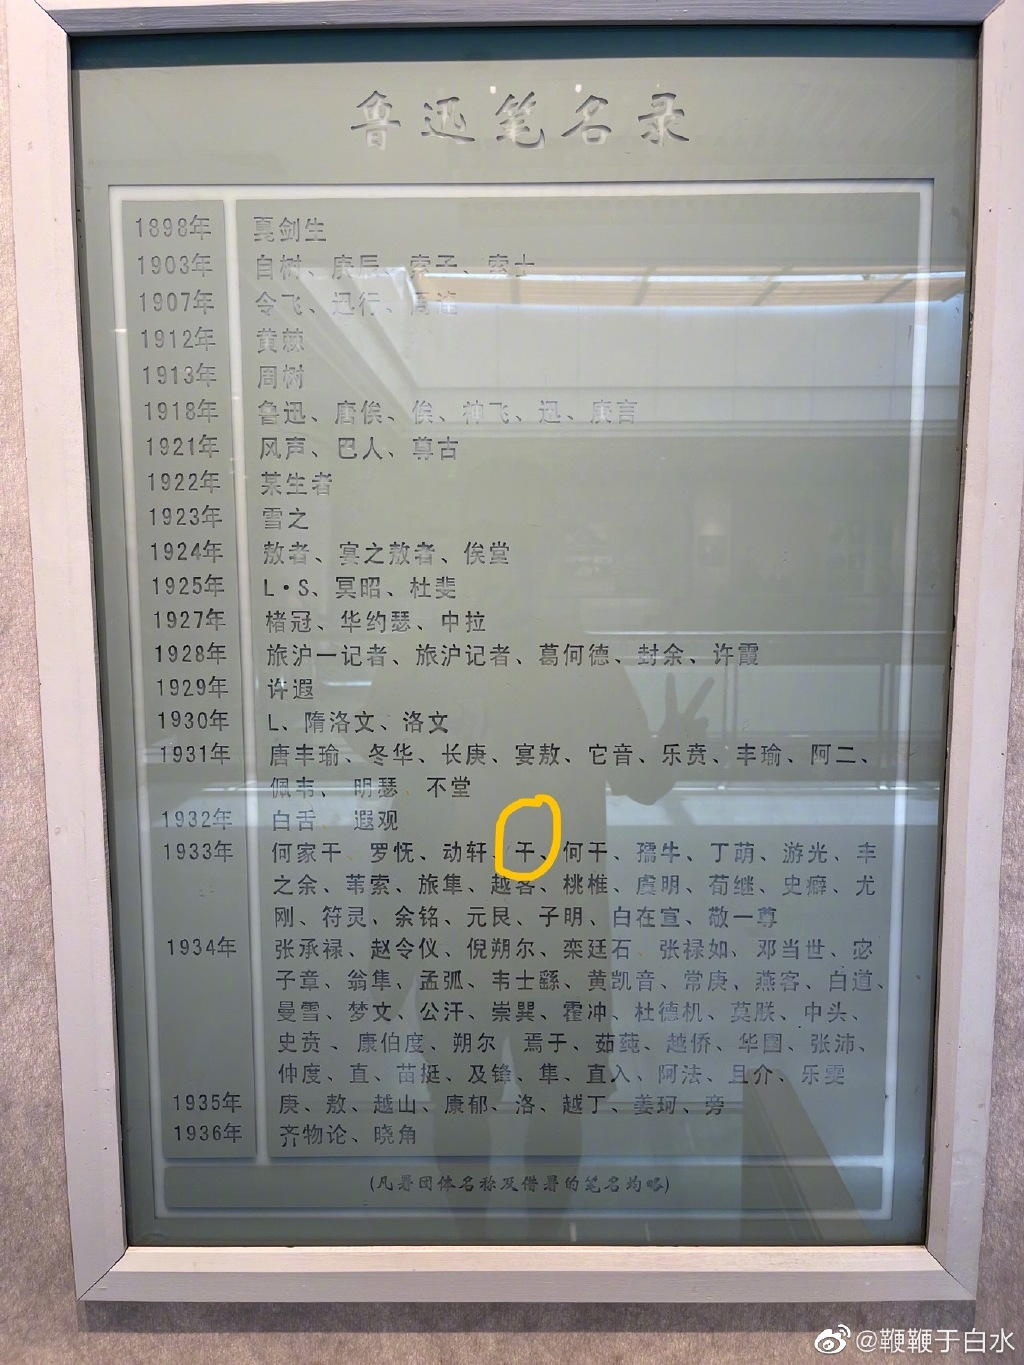 鲁迅笔名录
1898年 戛剑生
1903年 自树、庚辰、索子、索士
1907年 令飞、迅行、周逴
1912年 黄棘
1913年 周树
1918年 鲁迅、唐俟、俟、神飞、迅、庚言
1921年 风声、巴人、尊古
1922年 某生者
1923年 雪之
1924年 敖者、宴之敖者、俟堂
1925年 L·S、冥昭、杜斐
1927年 楮冠、华约瑟、中拉
1928年 旅沪一记者、旅沪记者、葛何德、封余、许霞
1929年 许遐
1930年 L、隋洛文、洛文
1931年 唐丰瑜、冬华、长庚、宴敖、它音、乐贲、丰瑜、阿二、
佩韦、明瑟 不堂
1932年 白舌 遐观
1933年 何家干 罗怃、动轩、干、何干、孺牛、丁萌、游光、丰
之余、苇索、旅隼、越客、桃椎、虞明、荀继、史癖、尤
刚、符灵、余铭、元艮、子明、白在宣、敬一尊
1934年 张承禄、赵令仪、倪朔尔、栾廷石 张禄如、邓当世、宓
子章、翁隼、孟弧、韦士繇、黄凯音、常庚、燕客、白道、
曼雪、梦文、公汗、崇巽、霍冲、杜德机、莫朕、中头、
史贲、康伯度、朔尔 焉于、茹莼、越侨、华圉、张沛、
仲度、直、苗挺、及锋、隼、直入、阿法、且介、乐雯
1935年 庚、敖、越山、康郁、洛、越丁、姜珂、旁
1936年 齐物论、晓角
(凡署团体名称及借署的笔名均略)
@鞭鞭于白水